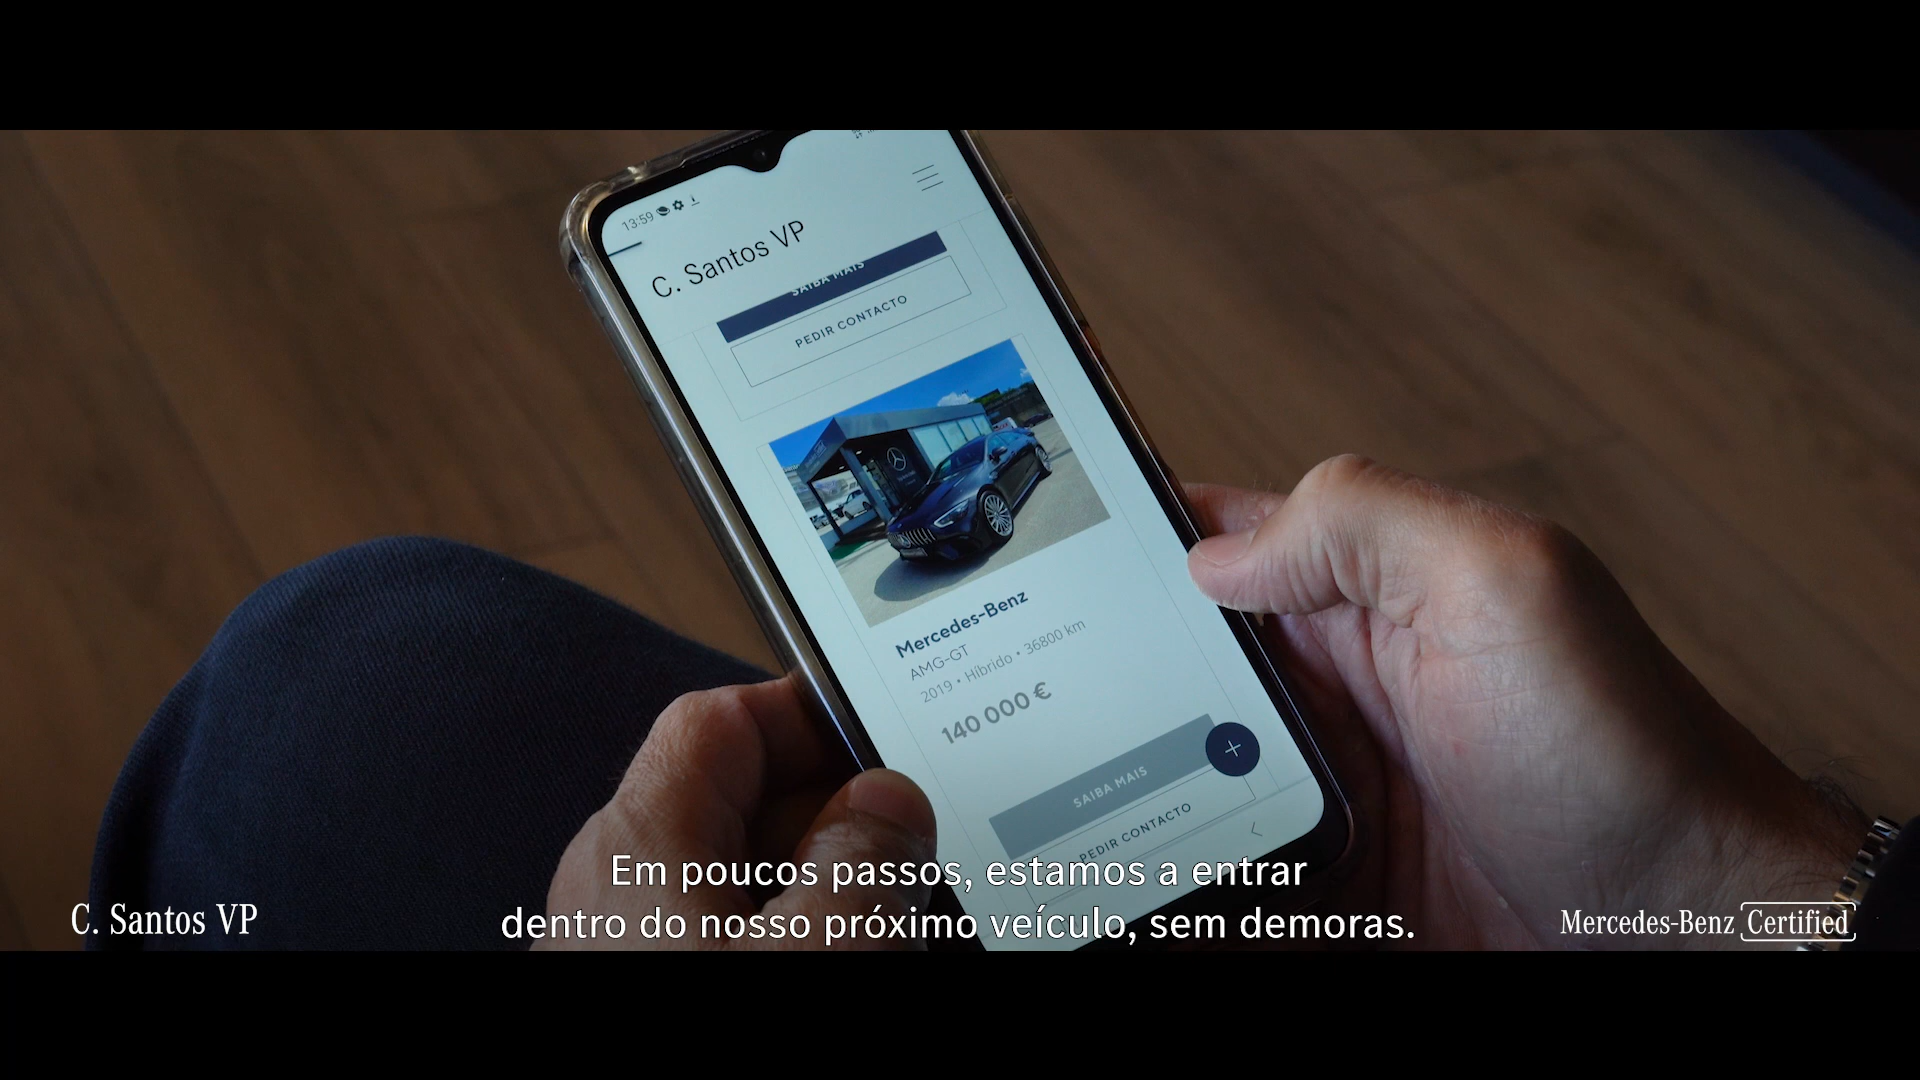 13:59
C. Santos VP
SAIBA MAIS
PEDIR CONTACTO
Mercedes-Benz
AMG-GT
2019 • Híbrido • 36800 km
140 000 €
SAIBA MAIS
PEDIR CONTACTO
Em poucos passos, estamos a entrar
dentro do nosso próximo veículo, sem demoras.
C. Santos VP
Mercedes-Benz Certified